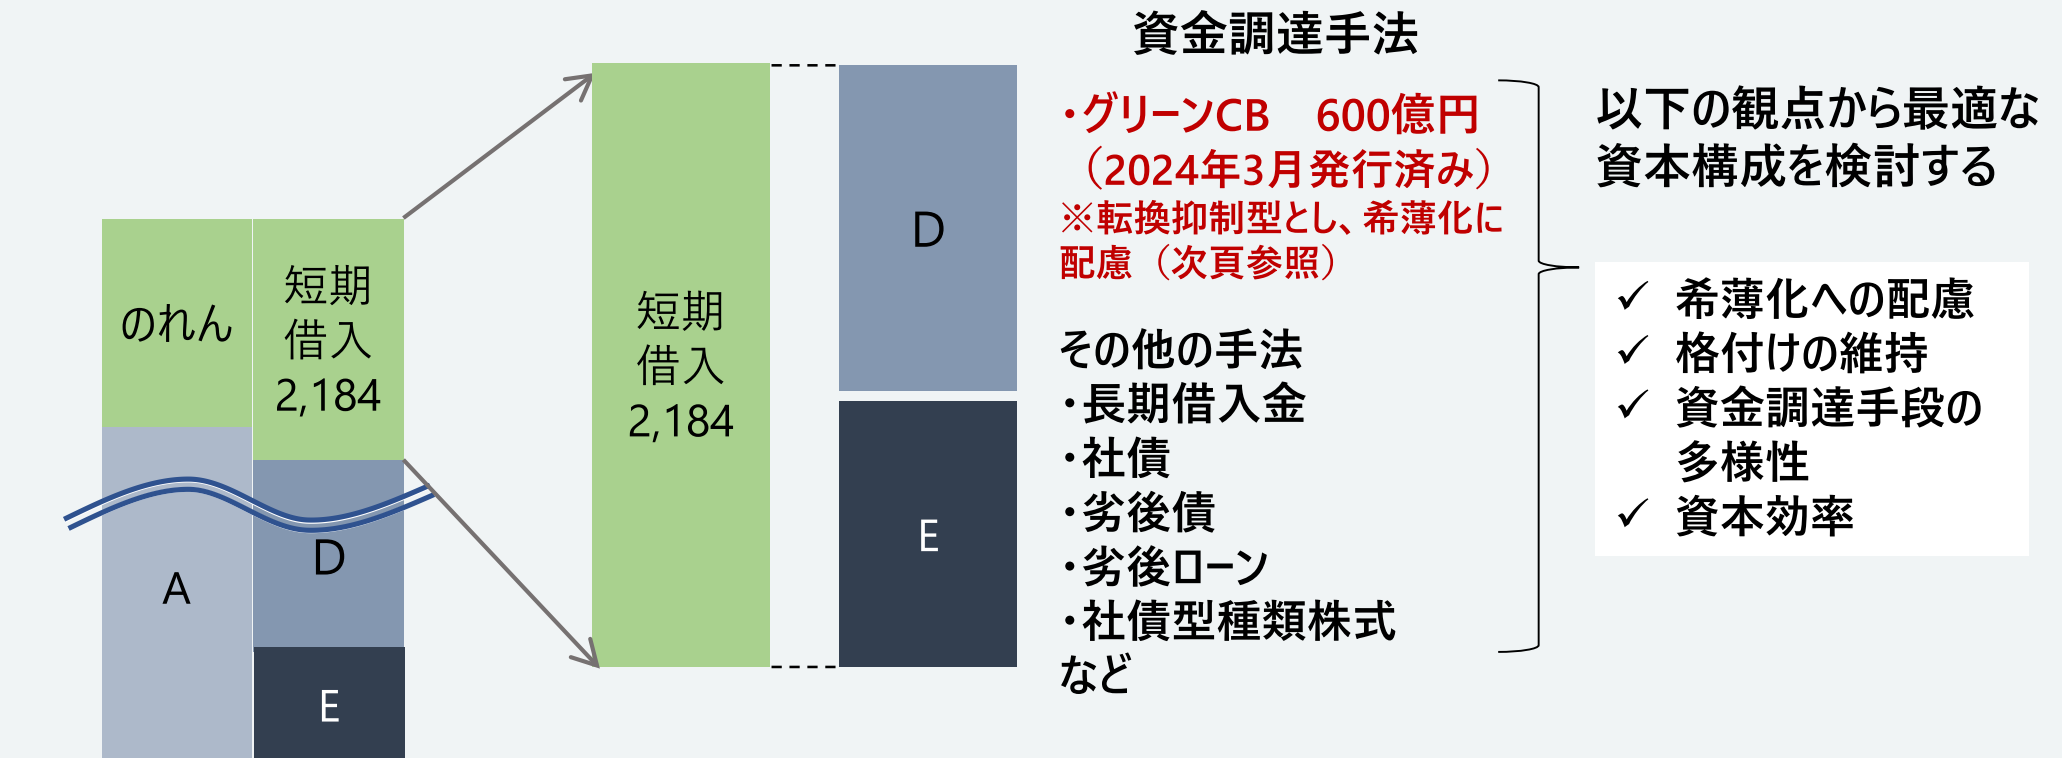 のれん
短期
借入
2,184
A
D
E
短期
借入
2,184
D
E
資金調達手法
・グリーンCB　600億円
（2024年3月発行済み）
※転換抑制型とし、希薄化に
配慮（次頁参照）
その他の手法
・長期借入金
・社債
・劣後債
・劣後ローン
・社債型種類株式
など
以下の観点から最適な
資本構成を検討する
✓ 希薄化への配慮
✓ 格付けの維持
✓ 資金調達手段の
多様性
✓ 資本効率